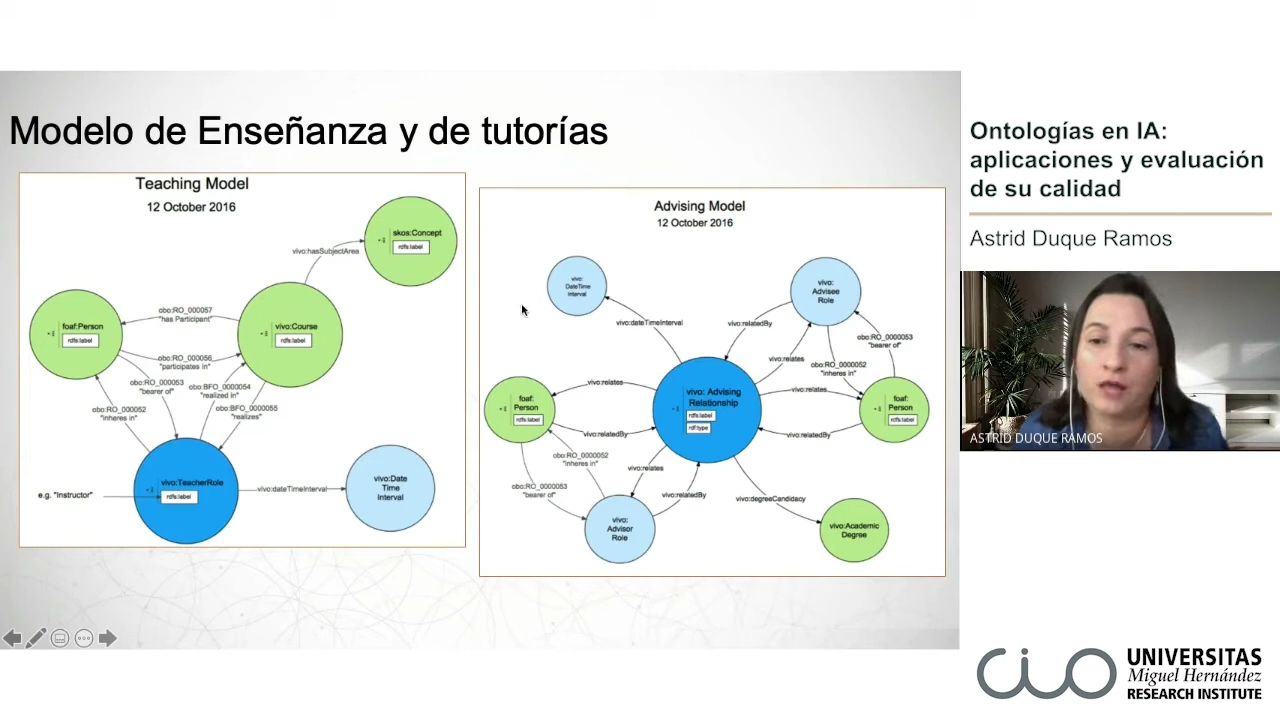 Modelo de Enseñanza y de tutorías
Teaching Model
12 October 2016
skos:Concept
rdfs:label
vivo:hasSubjectArea
obo:RO_000057
"has Participant"
foaf:Person
rdfs:label
vivo:Course
rdfs:label
obo:RO_000056
"participates in"
obo:RO_000053
"bearer of"
obo:BFO_0000054
"realized in"
obo:RO_000052
"inheres in"
obo:BFO_0000055
"realizes"
vivo:TeacherRole
rdfs:label
e.g. "Instructor"
vivo:dateTimeInterval
vivo:Date
Time
Interval
Advising Model
12 October 2016
vivo:
DateTime
Interval
vivo:
Advisee
Role
vivo:dateTimeInterval
vivo:relatedBy
obo:RO_0000053
"bearer of"
vivo:relates
obo:RO_0000052
"inheres in"
vivo:relates
vivo: Advising
Relationship
rdfs:label
rdf:type
vivo:relates
foaf:
Person
rdfs:label
foaf:
Person
rdfs:label
vivo:relatedBy
vivo:relatedBy
obo:RO_0000052
"inheres in"
vivo:relates
obo:RO_0000053
"bearer of"
vivo:relatedBy
vivo:degreeCandidacy
vivo:
Advisor
Role
vivo:Academic
Degree
Ontologías en IA:
aplicaciones y evaluación
de su calidad
Astrid Duque Ramos
ASTRID DUQUE RAMOS
cio
UNIVERSITAS
Miguel Hernández
RESEARCH INSTITUTE